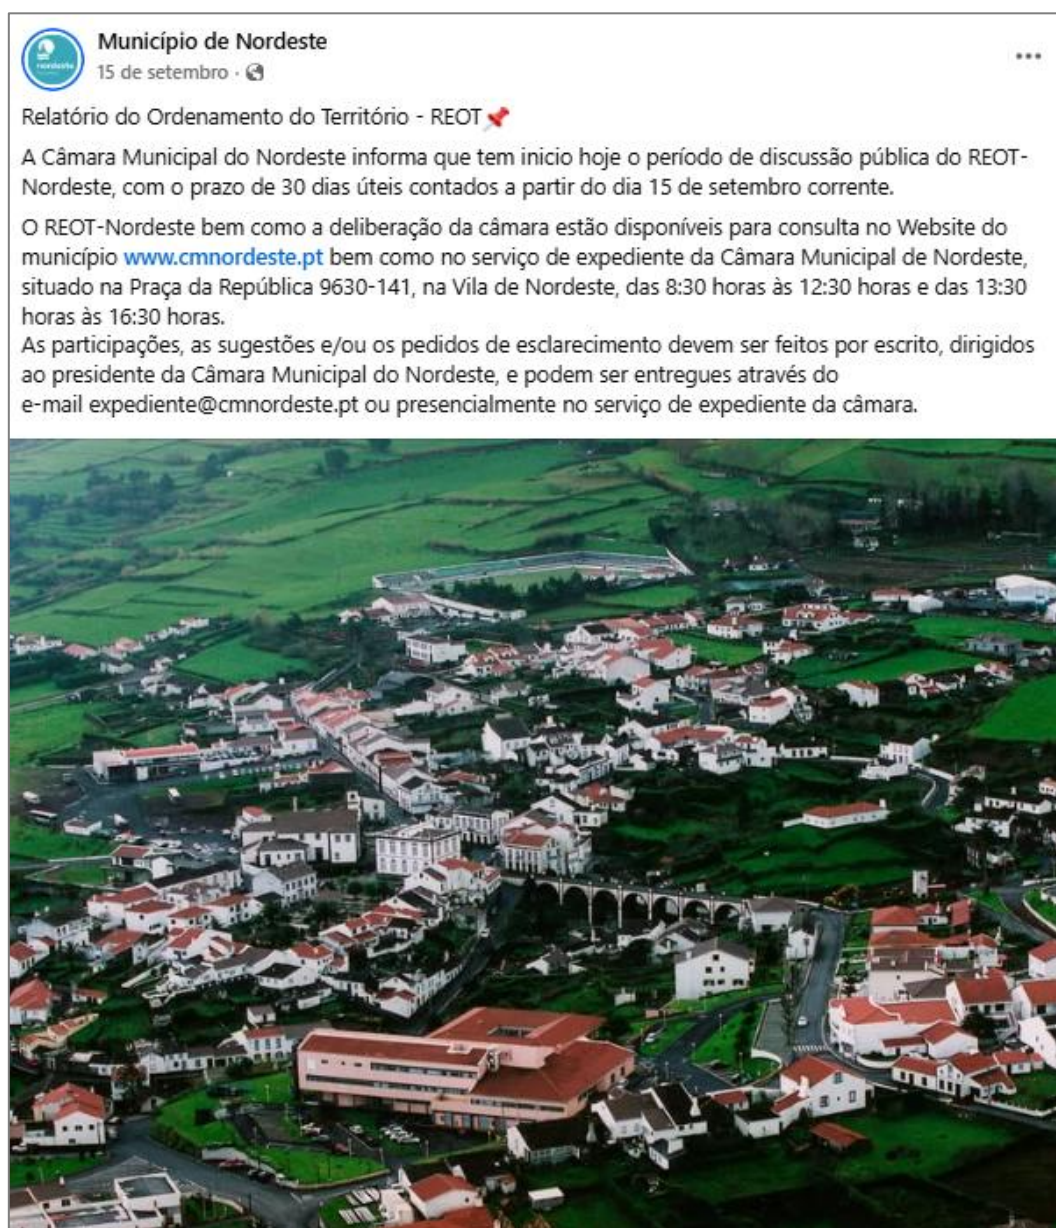 Município de Nordeste
15 de setembro ·
Relatório do Ordenamento do Território - REOT
A Câmara Municipal do Nordeste informa que tem inicio hoje o período de discussão pública do REOT-
Nordeste, com o prazo de 30 dias úteis contados a partir do dia 15 de setembro corrente.
O REOT-Nordeste bem como a deliberação da câmara estão disponíveis para consulta no Website do
município www.cmnordeste.pt bem como no serviço de expediente da Câmara Municipal de Nordeste,
situado na Praça da República 9630-141, na Vila de Nordeste, das 8:30 horas às 12:30 horas e das 13:30
horas às 16:30 horas.
As participações, as sugestões e/ou os pedidos de esclarecimento devem ser feitos por escrito, dirigidos
ao presidente da Câmara Municipal do Nordeste, e podem ser entregues através do
e-mail expediente@cmnordeste.pt ou presencialmente no serviço de expediente da câmara.